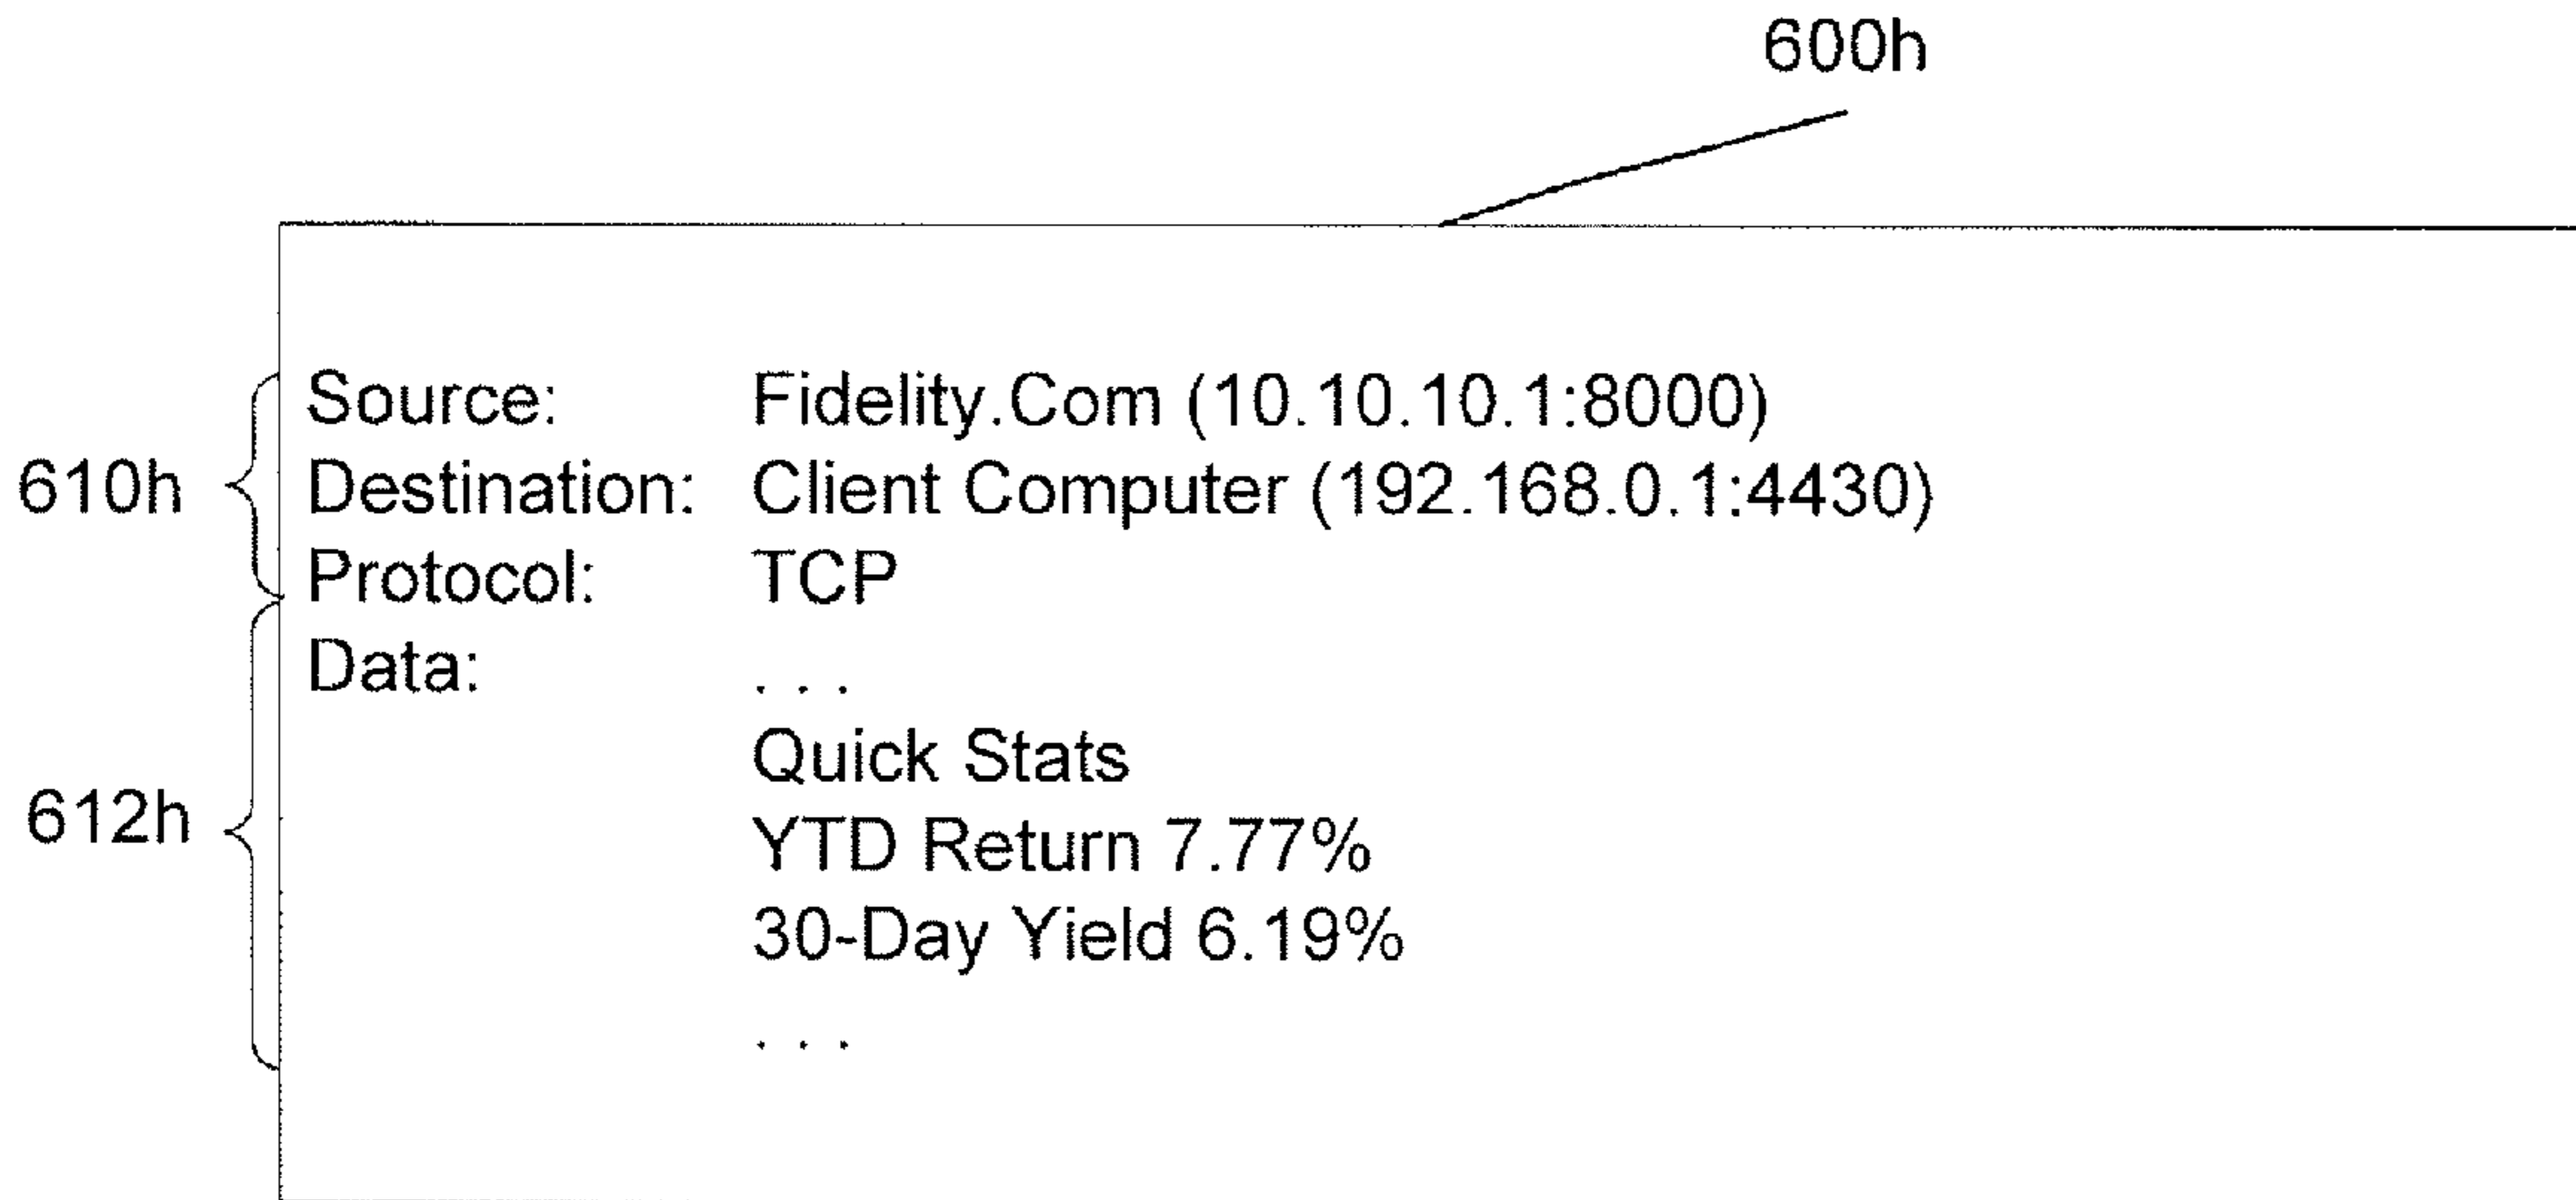 600h
610h
Source: Fidelity.Com (10.10.10.1:8000)
Destination: Client Computer (192.168.0.1:4430)
Protocol: TCP
612h
Data: . . .
Quick Stats
YTD Return 7.77%
30-Day Yield 6.19%
. . .